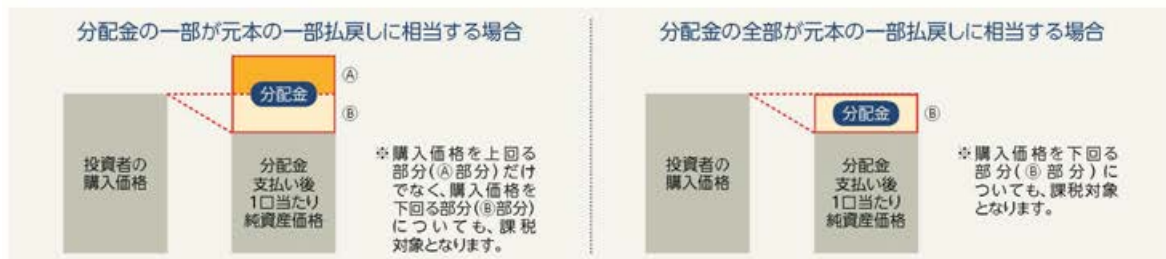 分配金の一部が元本の一部払戻しに相当する場合
分配金
Ⓐ
Ⓑ
投資者の
購入価格
分配金
支払い後
1口当たり
純資産価格
※購入価格を上回る
部分(Ⓐ部分)だけ
でなく、購入価格を
下回る部分(Ⓑ部分)
についても、課税
対象となります。
分配金の全部が元本の一部払戻しに相当する場合
分配金
Ⓑ
投資者の
購入価格
分配金
支払い後
1口当たり
純資産価格
※購入価格を下回る
部分(Ⓑ部分)に
ついても、課税対象
となります。